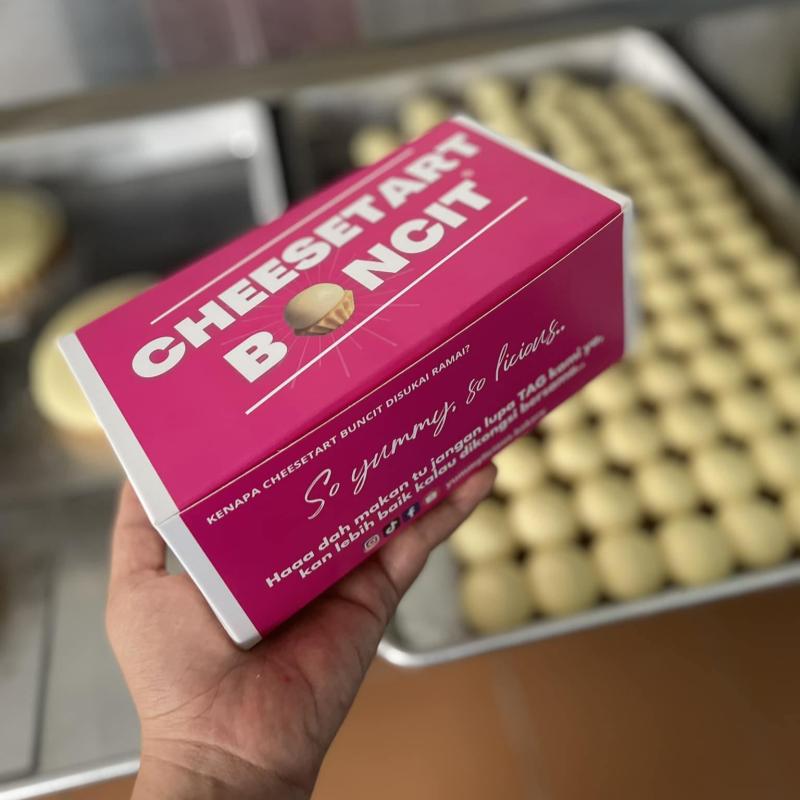 CHEESETART
BONCIT
KENAPA CHEESETART BUNCIT DISUKAI RAMAI?
So yummy, so licious..
Haaa dah makan tu jangan lupa TAG kami ye,
kan lebih baik kalau dikongsi bersama...